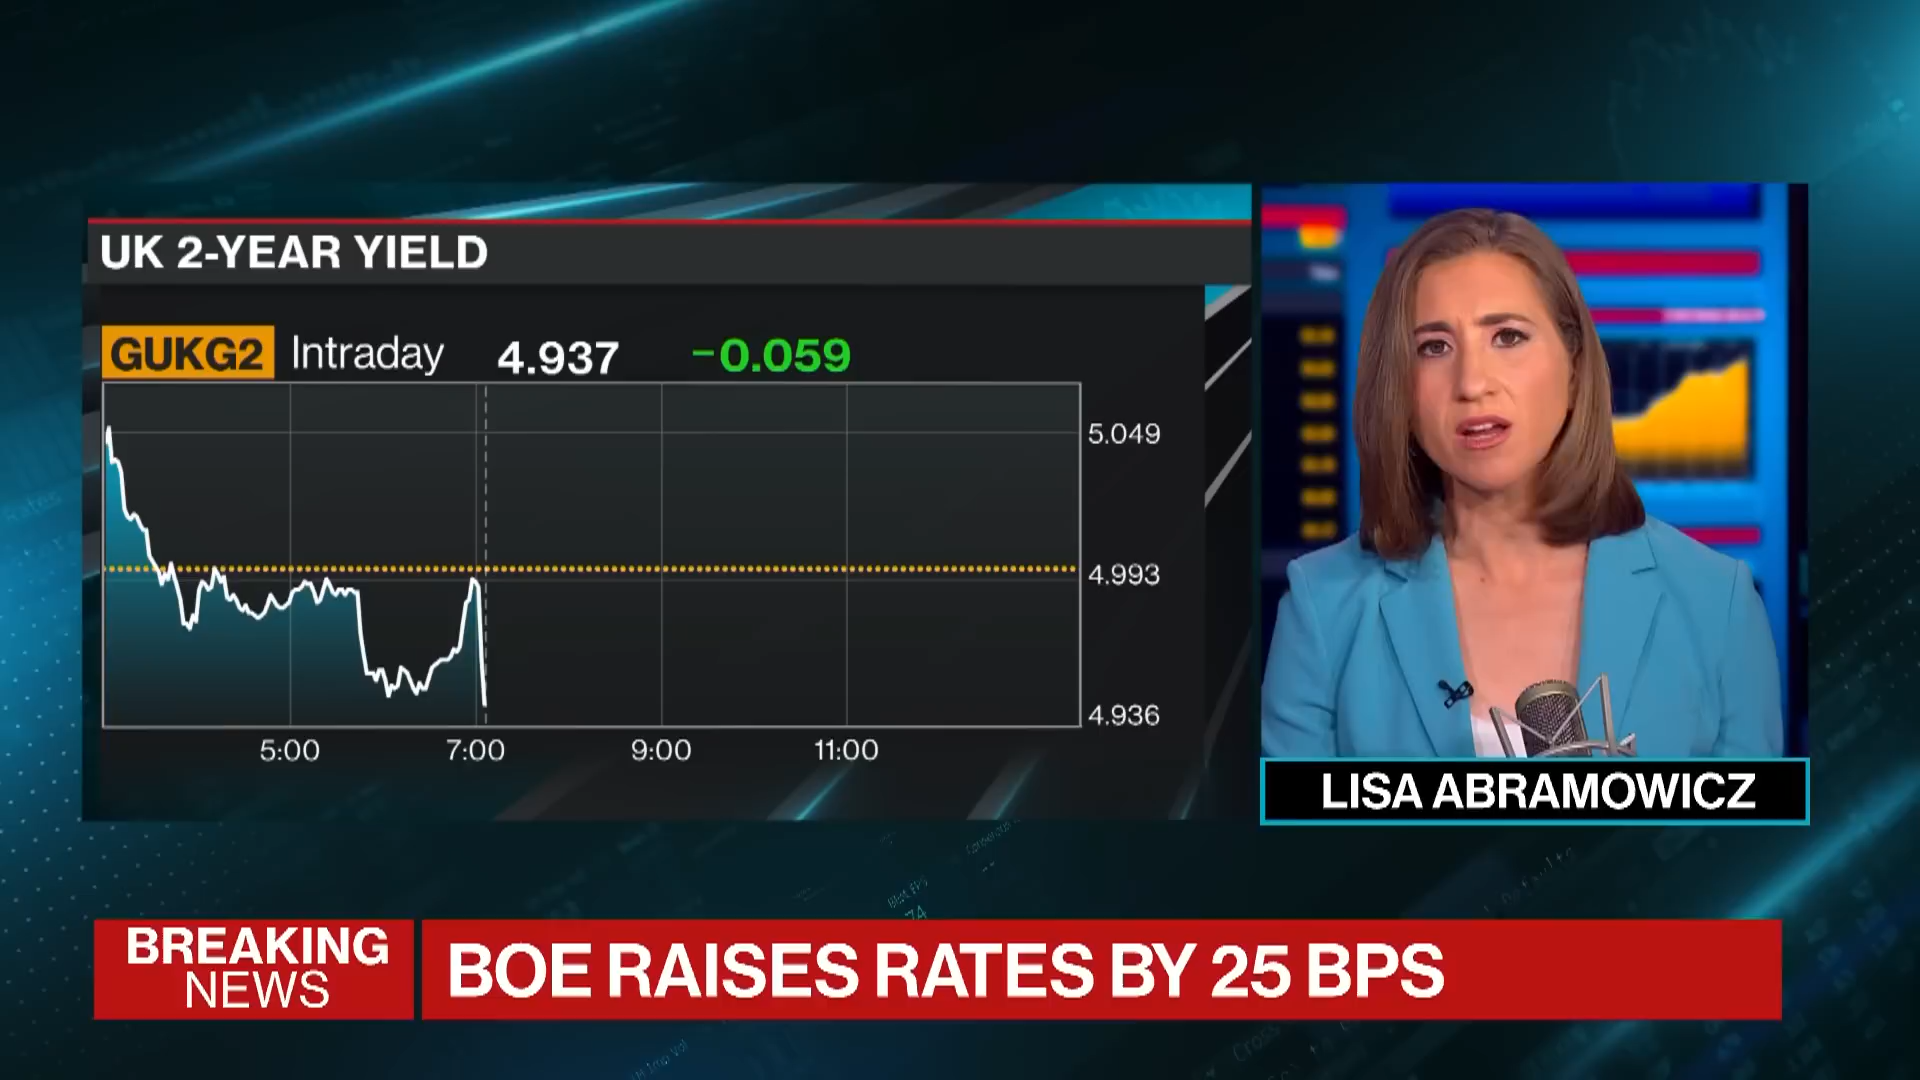 UK 2-YEAR YIELD
GUKG2 Intraday 4.937 -0.059
5.049
4.993
4.936
5:00 7:00 9:00 11:00
LISA ABRAMOWICZ
BREAKING
NEWS
BOE RAISES RATES BY 25 BPS